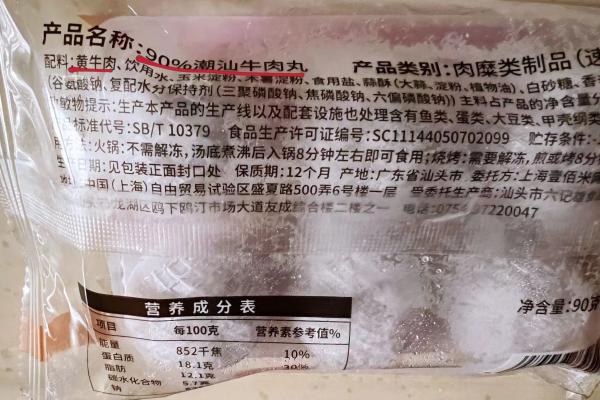 产品名称:90%潮汕牛肉丸 产品类别:肉糜类制品(速
配料:黄牛肉、饮用水、玉米淀粉、木薯淀粉、食用盐、蒜酥(大蒜、淀粉、植物油)、白砂糖、香
(谷氨酸钠、复配水分保持剂(三聚磷酸钠、焦磷酸钠、六偏磷酸钠)) 主料占产品的净含量分
敏物提示:生产本产品的生产线以及配套设施也处理含有鱼类、蛋类、大豆类、甲壳纲类
标准代号:SB/T 10379 食品生产许可证编号:SC11144050702099 贮存条件:-
法:火锅:不需解冻,汤底煮沸后入锅8分钟左右即可食用;烧烤:需要解冻,煎或烤8分
日期:见包装正面封口处 保质期:12个月 产地:广东省汕头市 委托方:上海壹佰米
中国(上海)自由贸易试验区盛夏路500弄6号楼一层 受委托生产商:汕头市六记
龙湖区鸥下鸥汀市场大道友成综合楼二楼之一 电话:0754-87220047
净含量:90克
营养成分表
项目 每100克 营养素参考值%
能量 852千焦 10%
蛋白质 18.1克 30%
脂肪 12.1克
碳水化合物 5.7克
钠